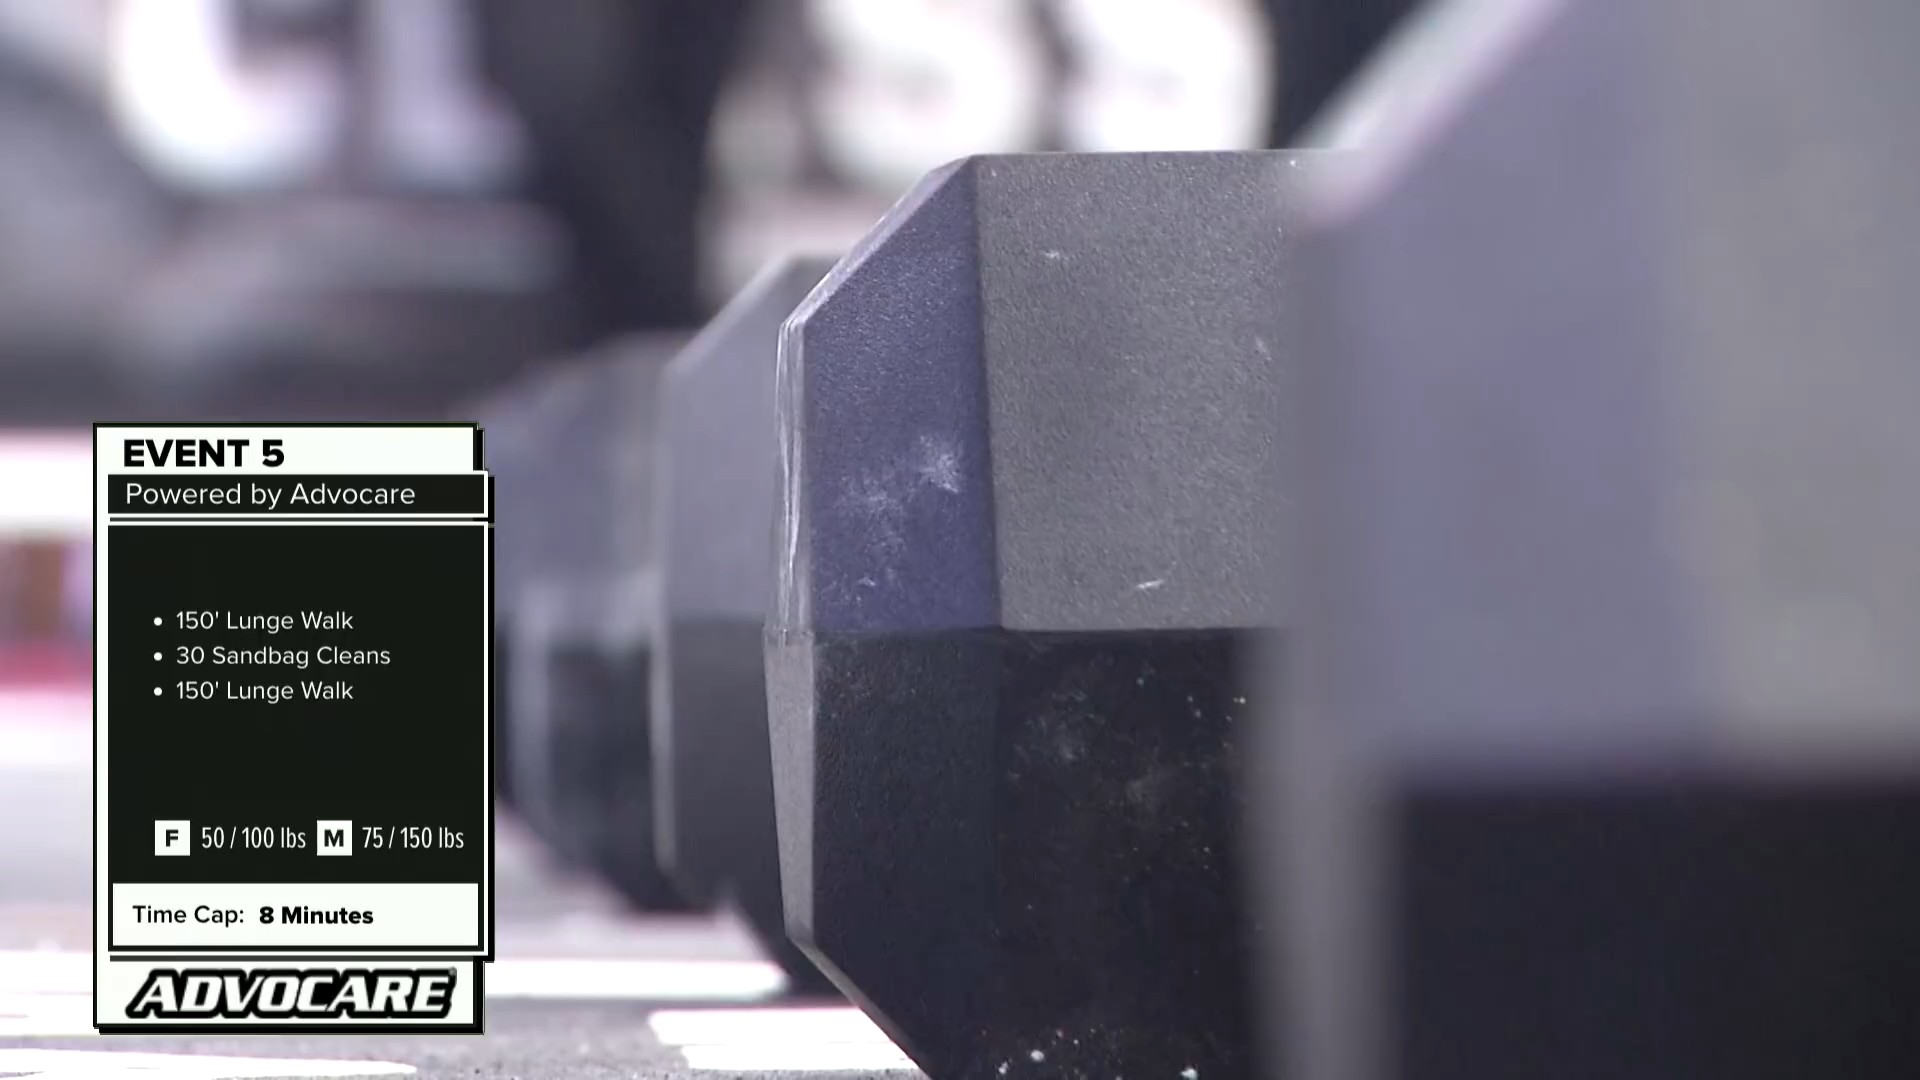 EVENT 5
Powered by Advocare
• 150' Lunge Walk
• 30 Sandbag Cleans
• 150' Lunge Walk
F 50 / 100 lbs M 75 / 150 lbs
Time Cap: 8 Minutes
ADVOCARE